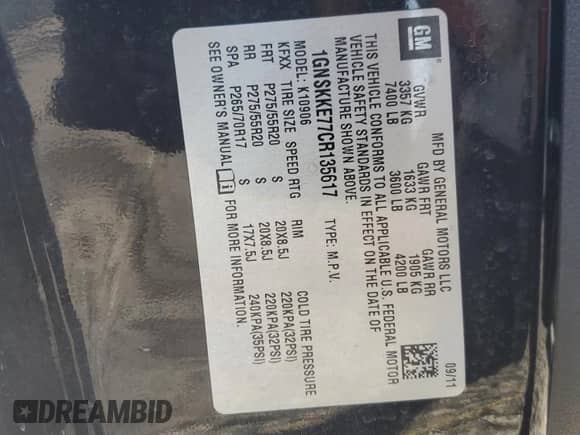 GM
MFD BY GENERAL MOTORS LLC
09/11
GVWR GAWR FRT GAWR RR
3357 KG 1633 KG 1905 KG
7400 LB 3600 LB 4200 LB
THIS VEHICLE CONFORMS TO ALL APPLICABLE U.S. FEDERAL MOTOR
VEHICLE SAFETY STANDARDS IN EFFECT ON THE DATE OF
MANUFACTURE SHOWN ABOVE.
1GNSKKE77CR135617 TYPE: M.P.V.
MODEL: K10906
KFXX TIRE SIZE SPEED RTG RIM COLD TIRE PRESSURE
FRT P275/55R20 S 20X8.5J 220KPA(32PSI)
RR P275/55R20 S 20X8.5J 220KPA(32PSI)
SPA P265/70R17 S 17X7.5J 240KPA(35PSI)
SEE OWNER'S MANUAL i FOR MORE INFORMATION.
DREAMBID